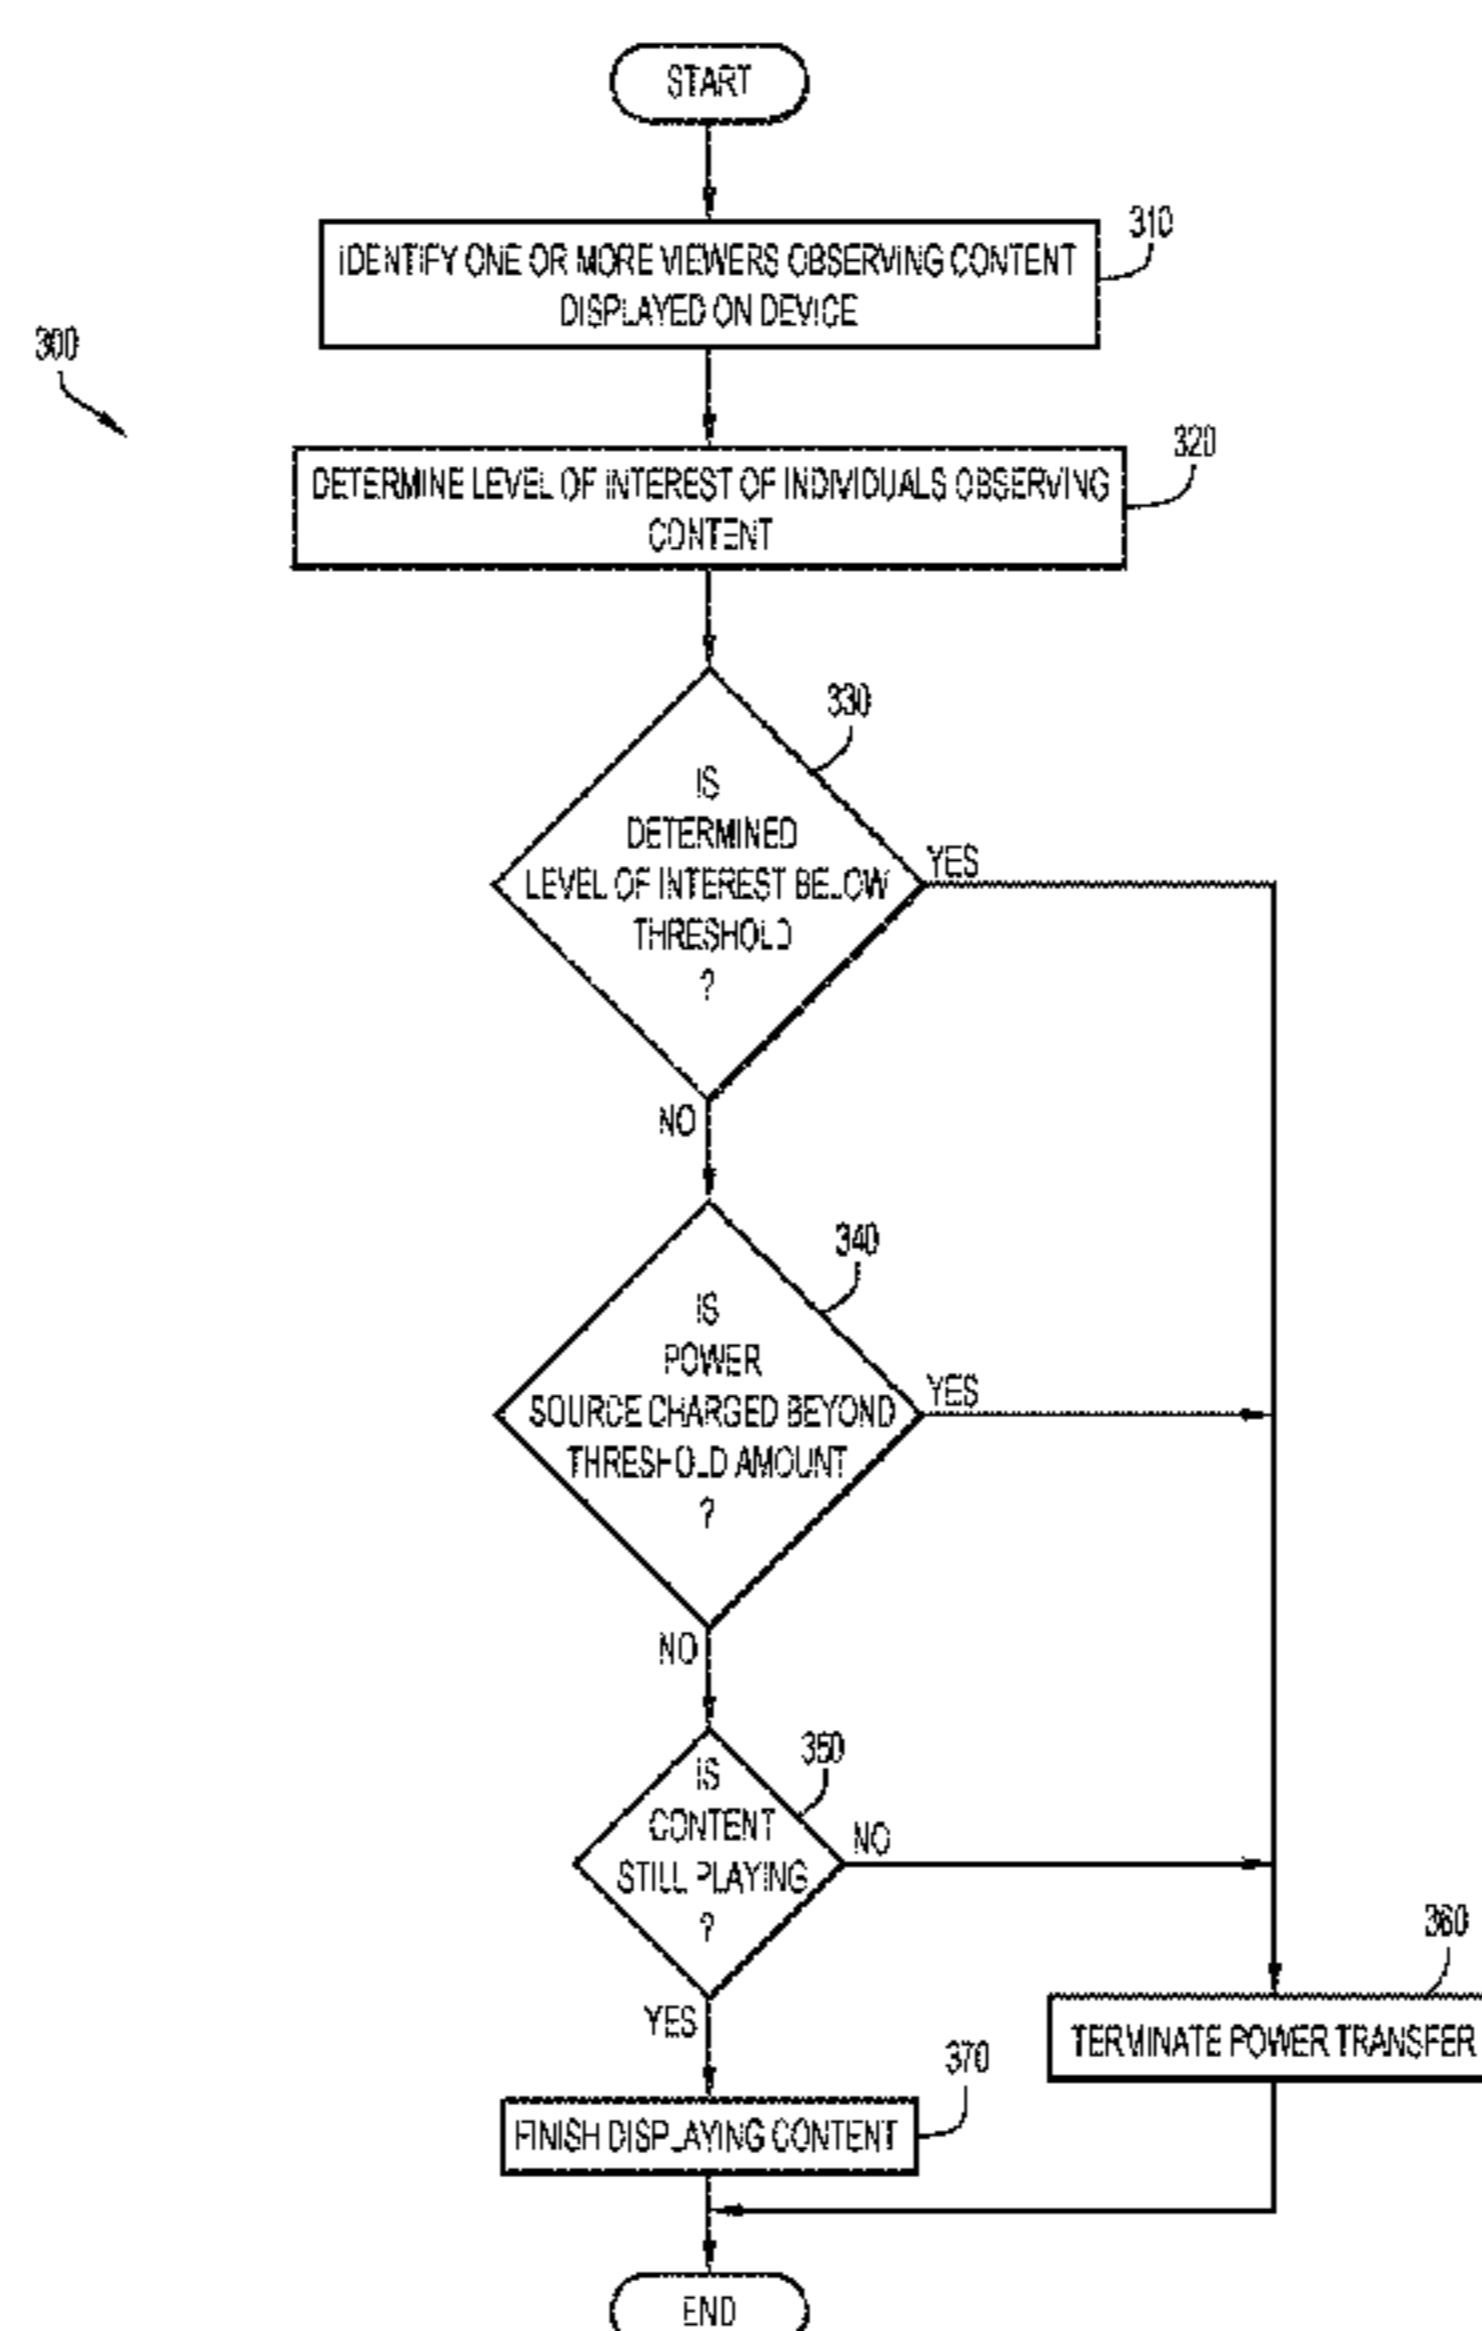 START
310
IDENTIFY ONE OR MORE VIEWERS OBSERVING CONTENT
DISPLAYED ON DEVICE
300
320
DETERMINE LEVEL OF INTEREST OF INDIVIDUALS OBSERVING
CONTENT
330
IS
DETERMINED
LEVEL OF INTEREST BELOW
THRESHOLD
?
YES
NO
340
IS
POWER
SOURCE CHARGED BEYOND
THRESHOLD AMOUNT
?
YES
NO
350
IS
CONTENT
STILL PLAYING
?
NO
YES
360
TERMINATE POWER TRANSFER
370
FINISH DISPLAYING CONTENT
END